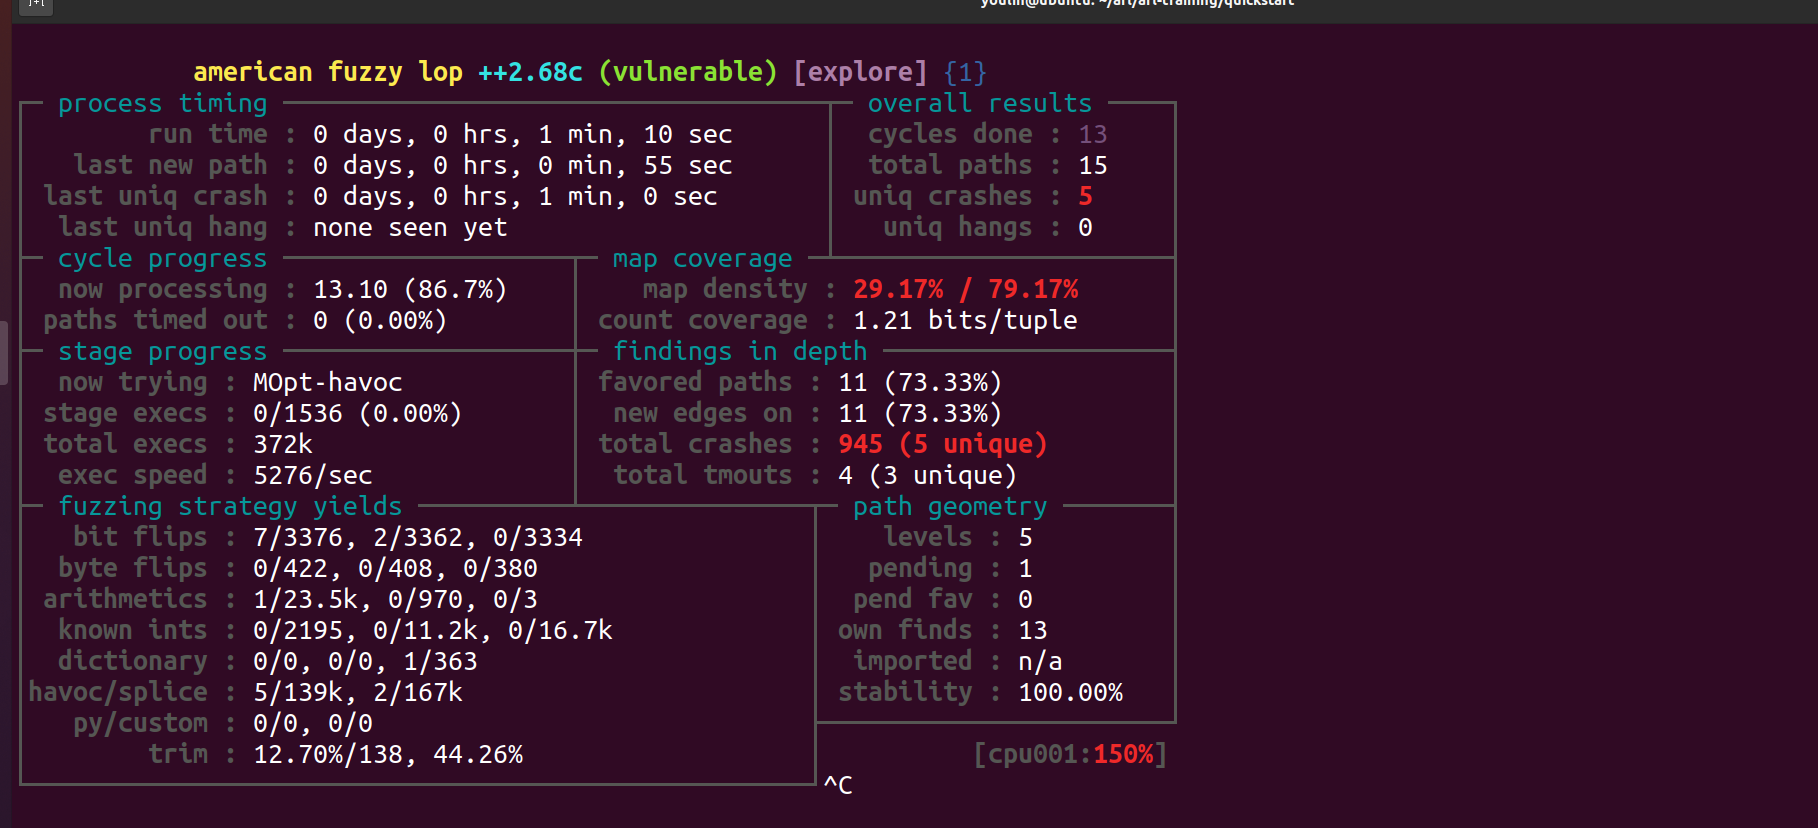 youlin@ubuntu: ~/afl/afl-training/quickstart
american fuzzy lop ++2.68c (vulnerable) [explore] {1}
process timing
run time : 0 days, 0 hrs, 1 min, 10 sec
last new path : 0 days, 0 hrs, 0 min, 55 sec
last uniq crash : 0 days, 0 hrs, 1 min, 0 sec
last uniq hang : none seen yet
overall results
cycles done : 13
total paths : 15
uniq crashes : 5
uniq hangs : 0
cycle progress
now processing : 13.10 (86.7%)
paths timed out : 0 (0.00%)
map coverage
map density : 29.17% / 79.17%
count coverage : 1.21 bits/tuple
stage progress
now trying : MOpt-havoc
stage execs : 0/1536 (0.00%)
total execs : 372k
exec speed : 5276/sec
findings in depth
favored paths : 11 (73.33%)
new edges on : 11 (73.33%)
total crashes : 945 (5 unique)
total tmouts : 4 (3 unique)
fuzzing strategy yields
bit flips : 7/3376, 2/3362, 0/3334
byte flips : 0/422, 0/408, 0/380
arithmetics : 1/23.5k, 0/970, 0/3
known ints : 0/2195, 0/11.2k, 0/16.7k
dictionary : 0/0, 0/0, 1/363
havoc/splice : 5/139k, 2/167k
py/custom : 0/0, 0/0
trim : 12.70%/138, 44.26%
path geometry
levels : 5
pending : 1
pend fav : 0
own finds : 13
imported : n/a
stability : 100.00%
[cpu001:150%]
^C